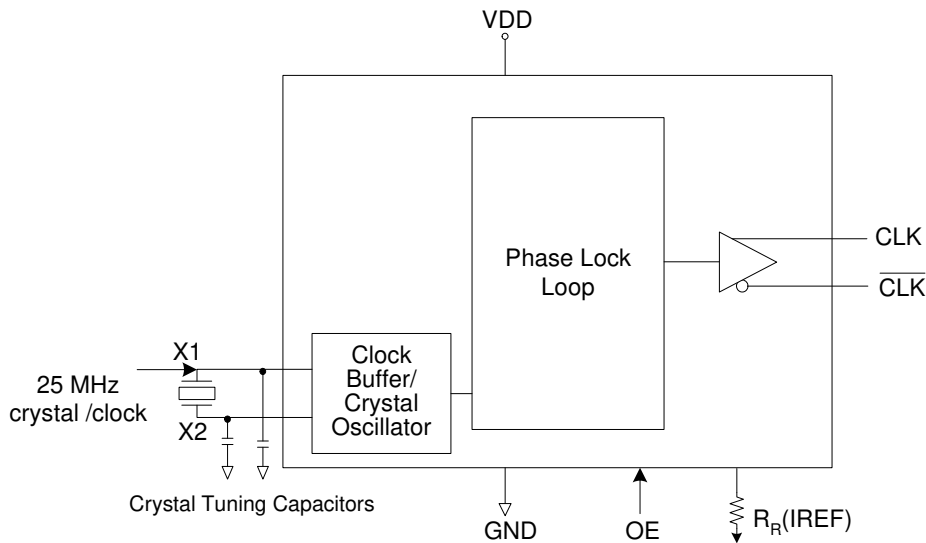 VDD
Phase Lock
Loop
CLK
CLK
X1
25 MHz
crystal /clock
X2
Clock
Buffer/
Crystal
Oscillator
Crystal Tuning Capacitors
GND
OE
RR(IREF)